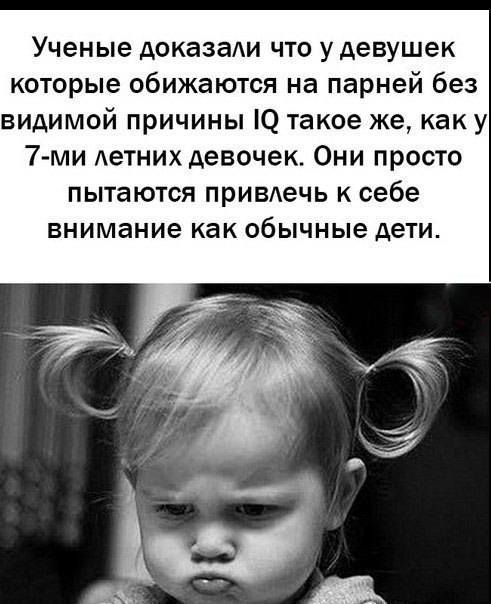 Ученые доказали что у девушек
которые обижаются на парней без
видимой причины IQ такое же, как у
7-ми летних девочек. Они просто
пытаются привлечь к себе
внимание как обычные дети.